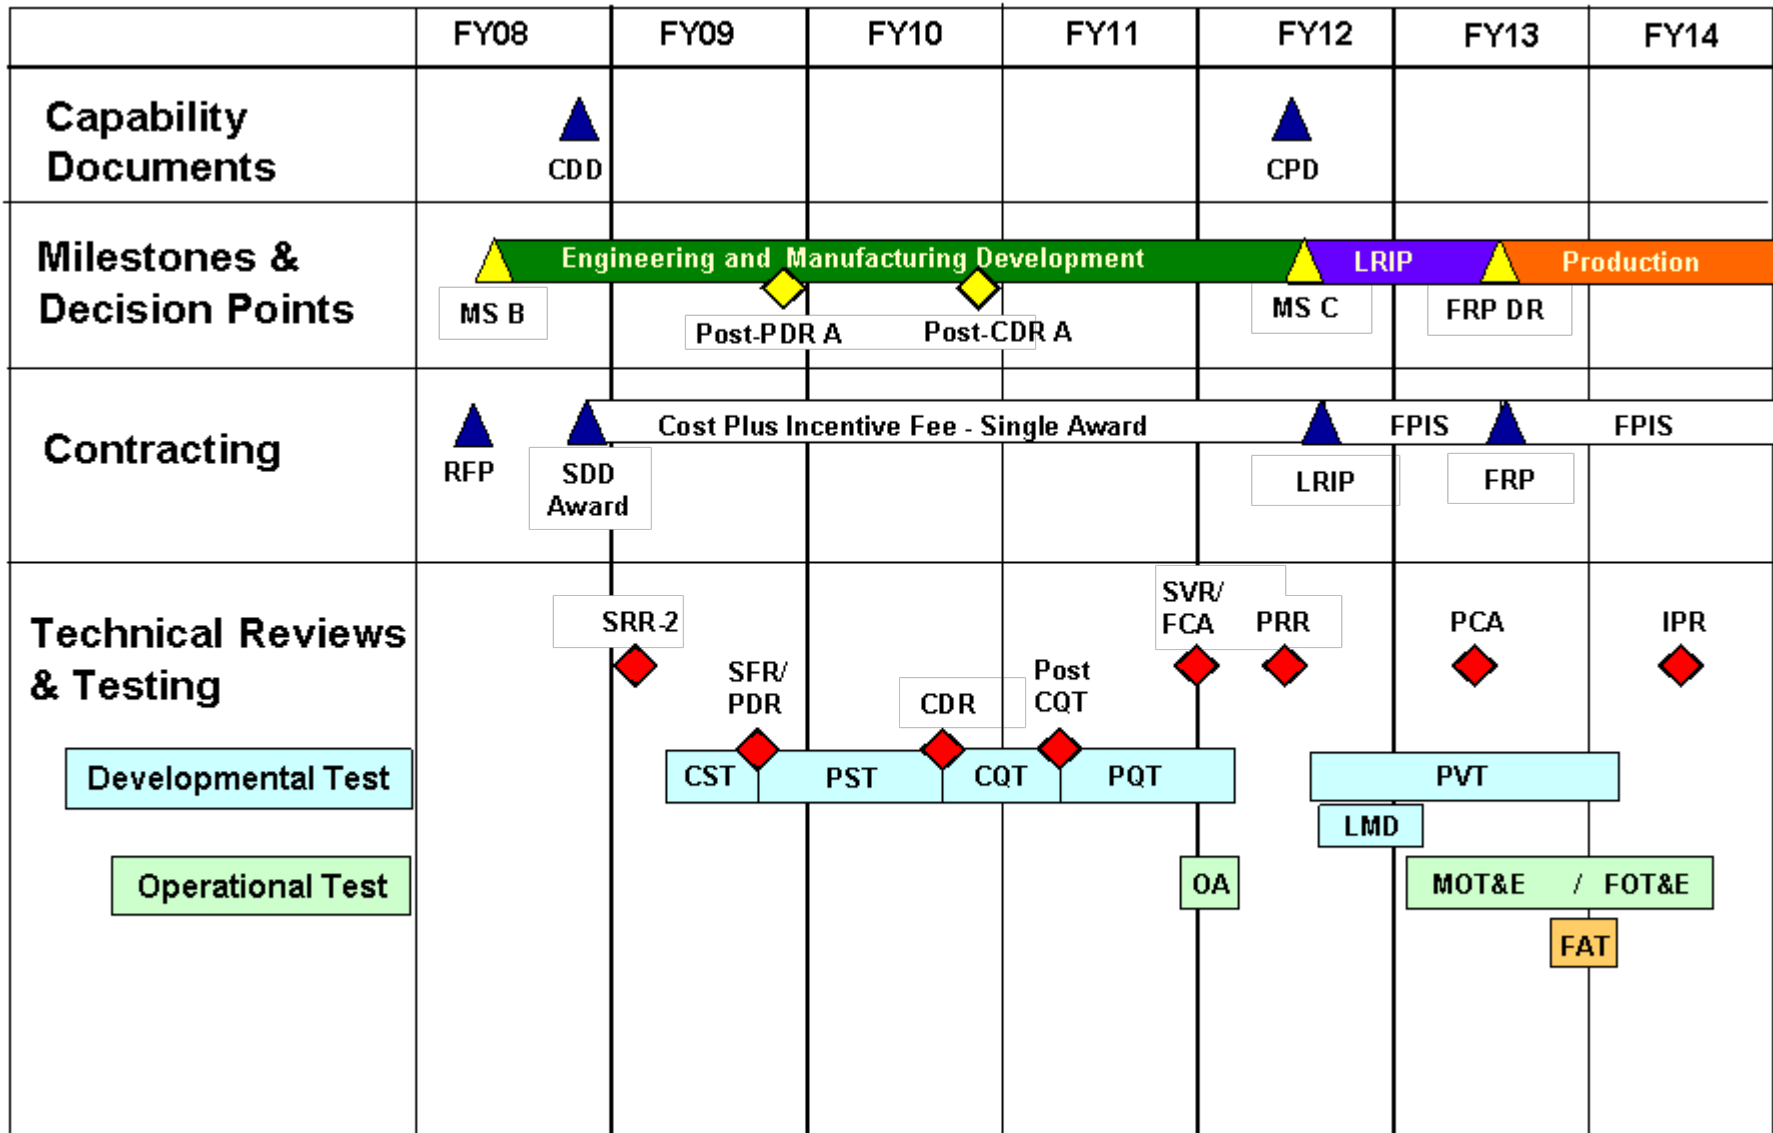 FY08 FY09 FY10 FY11 FY12 FY13 FY14
Capability
Documents
CDD
CPD
Milestones &
Decision Points
Engineering and Manufacturing Development
LRIP
Production
MS B
Post-PDR A
Post-CDR A
MS C
FRP DR
Contracting
Cost Plus Incentive Fee - Single Award
FPIS
FPIS
RFP
SDD
Award
LRIP
FRP
Technical Reviews
& Testing
SRR-2
SFR/
PDR
CDR
Post
CQT
SVR/
FCA
PRR
PCA
IPR
Developmental Test
CST
PST
CQT
PQT
PVT
LMD
Operational Test
OA
MOT&E / FOT&E
FAT